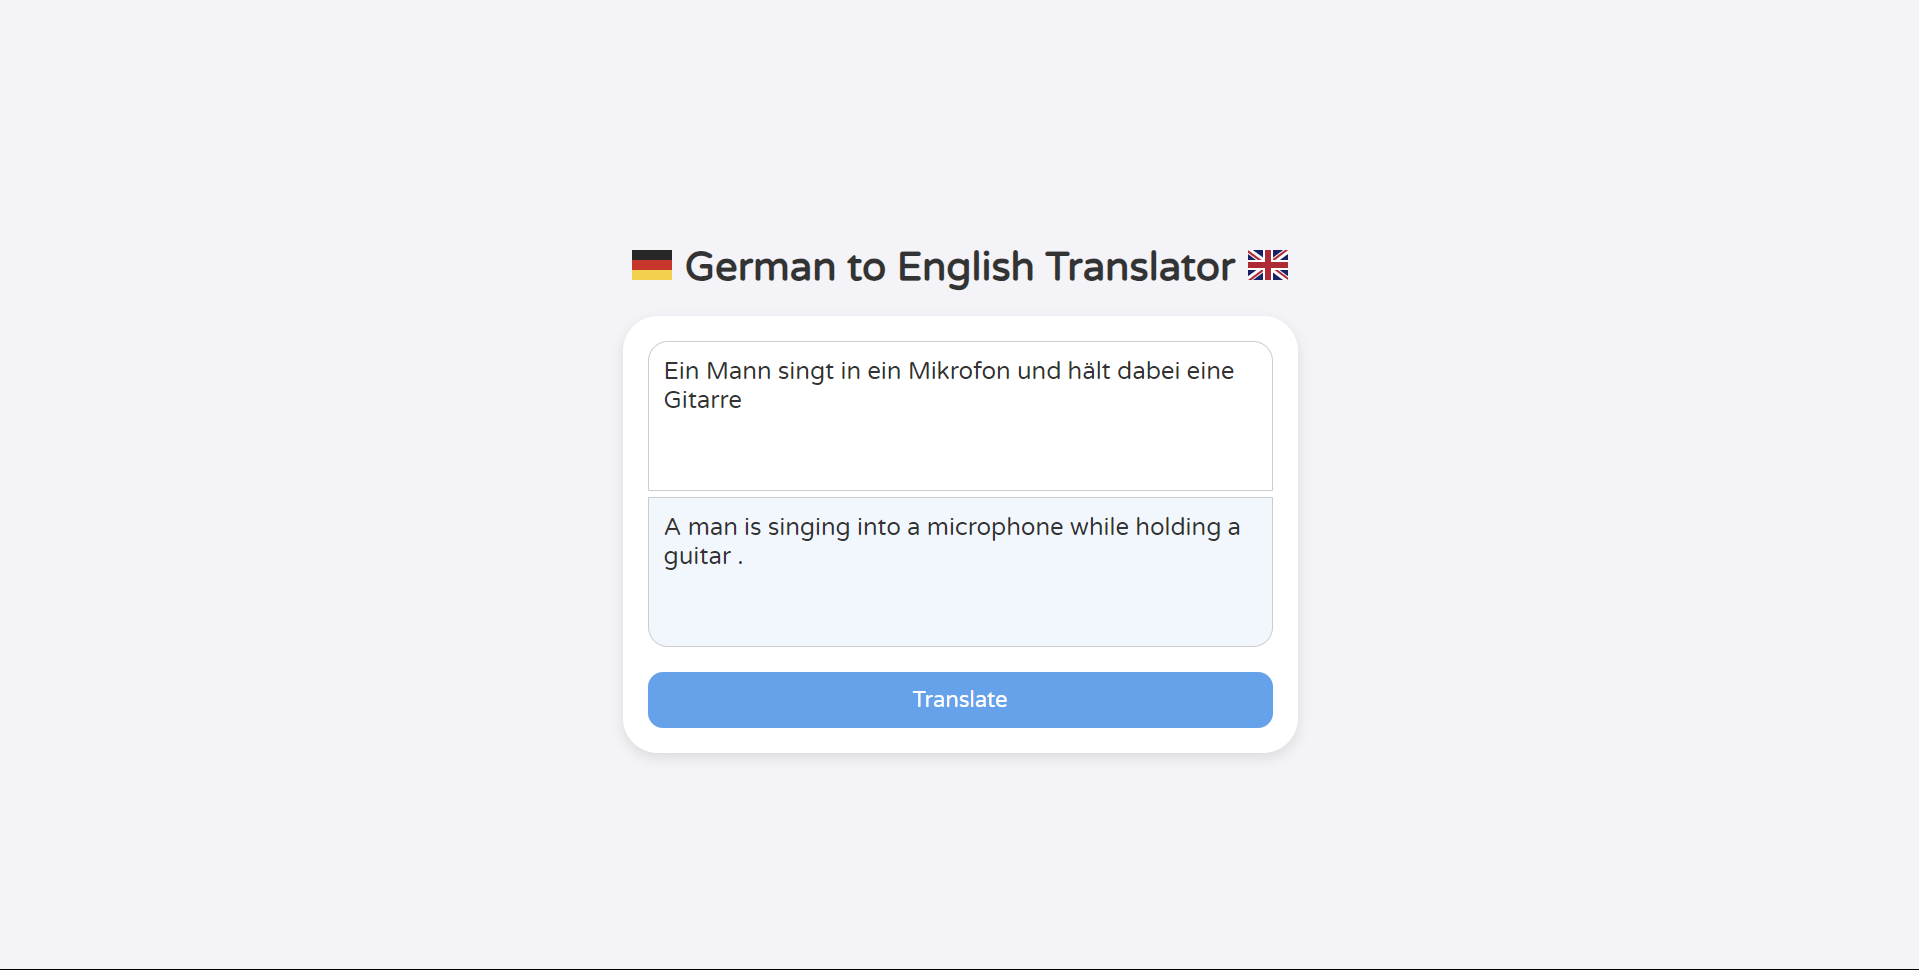 German to English Translator
Ein Mann singt in ein Mikrofon und hält dabei eine
Gitarre
A man is singing into a microphone while holding a
guitar .
Translate